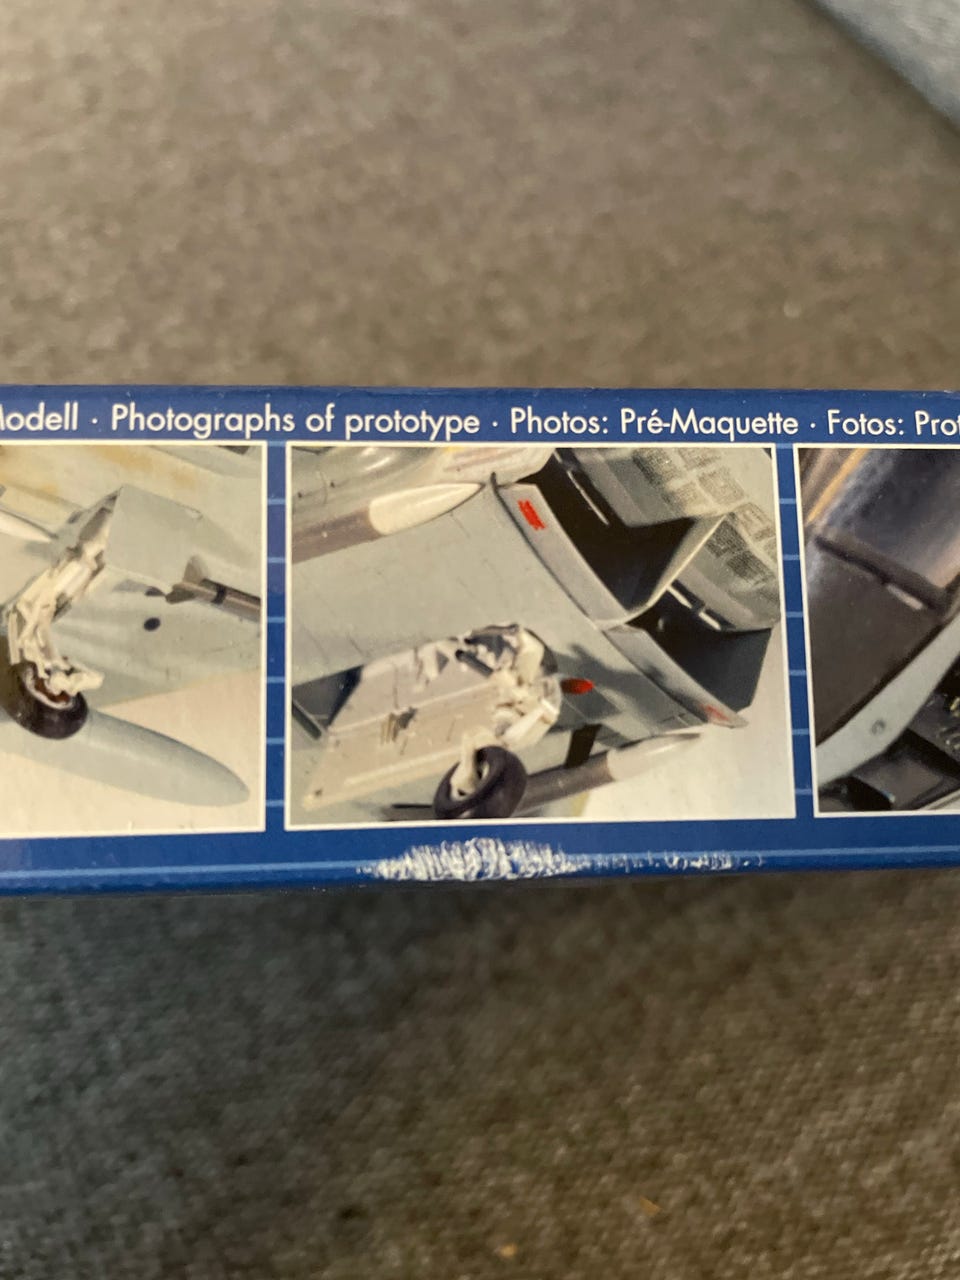 Modell · Photographs of prototype · Photos: Pré-Maquette · Fotos: Prot